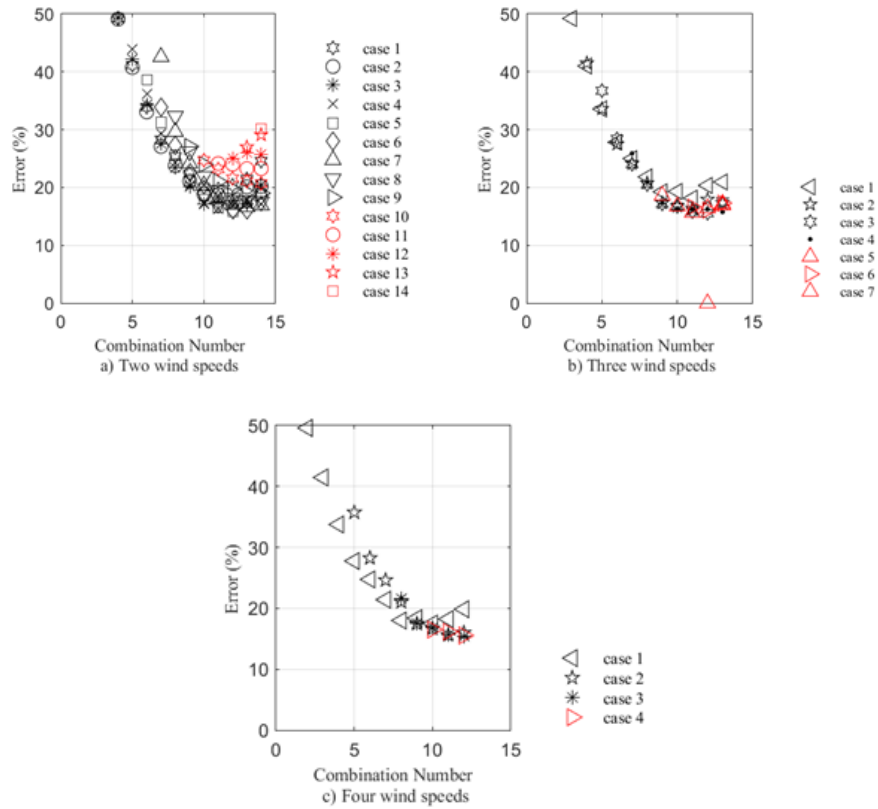 50
40
30
20
10
0
0
5
10
15
Error (%)
Combination Number
a) Two wind speeds
case 1
case 2
case 3
case 4
case 5
case 6
case 7
case 8
case 9
case 10
case 11
case 12
case 13
case 14
50
40
30
20
10
0
0
5
10
15
Error (%)
Combination Number
b) Three wind speeds
case 1
case 2
case 3
case 4
case 5
case 6
case 7
50
40
30
20
10
0
0
5
10
15
Error (%)
Combination Number
c) Four wind speeds
case 1
case 2
case 3
case 4